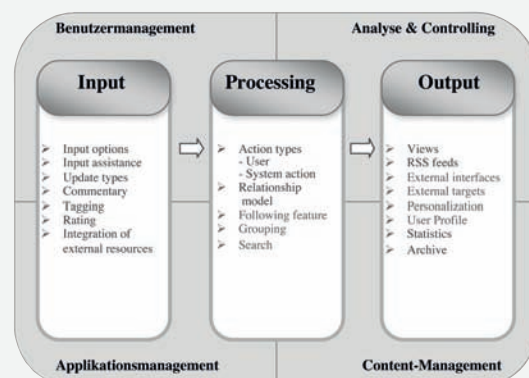 Benutzermanagement
Analyse & Controlling
Input
Input options
Input assistance
Update types
Commentary
Tagging
Rating
Integration of
external resources
Processing
Action types
- User
- System action
Relationship
model
Following feature
Grouping
Search
Output
Views
RSS feeds
External interfaces
External targets
Personalization
User Profile
Statistics
Archive
Applikationsmanagement
Content-Management